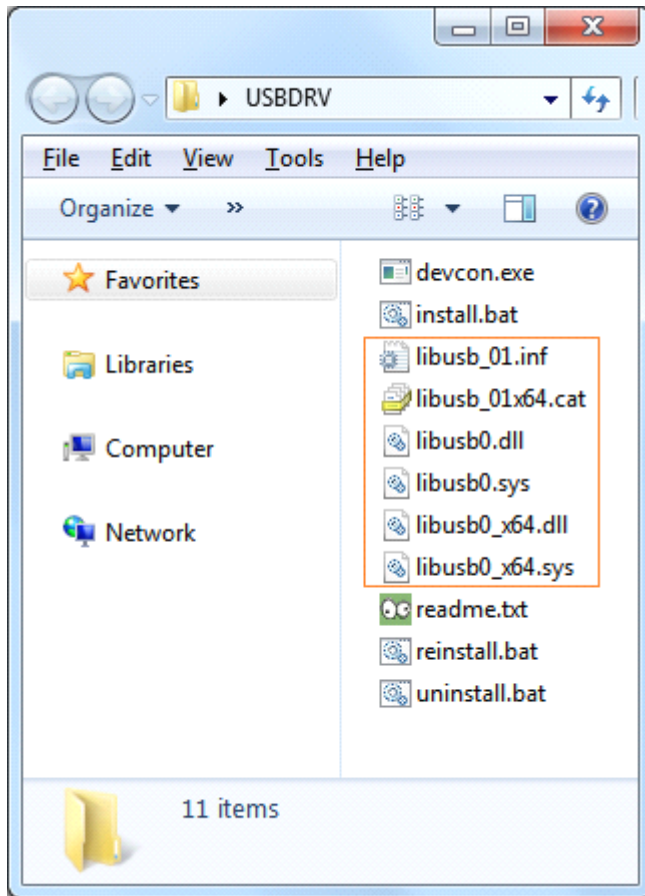 USBDRV
File Edit View Tools Help
Organize »
Favorites
Libraries
Computer
Network
devcon.exe
install.bat
libusb_01.inf
libusb_01x64.cat
libusb0.dll
libusb0.sys
libusb0_x64.dll
libusb0_x64.sys
readme.txt
reinstall.bat
uninstall.bat
11 items